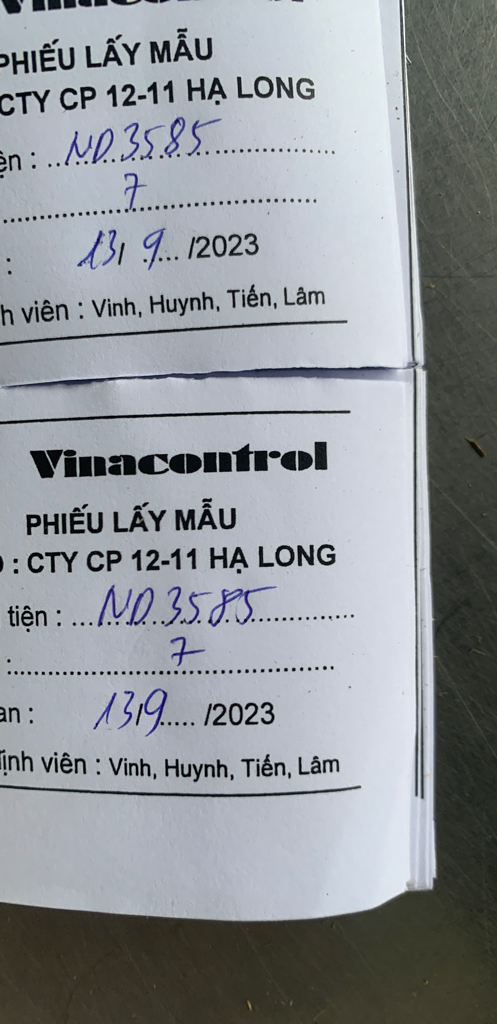 PHIẾU LẤY MẪU
CTY CP 12-11 HẠ LONG
ện : ...ND3585...
...7...
: 13/ 9... /2023
h viên : Vinh, Huynh, Tiến, Lâm
Vinacontrol
PHIẾU LẤY MẪU
: CTY CP 12-11 HẠ LONG
tiện : ...ND3585...
:...7...
an : 13/9..... /2023
ịnh viên : Vinh, Huynh, Tiến, Lâm